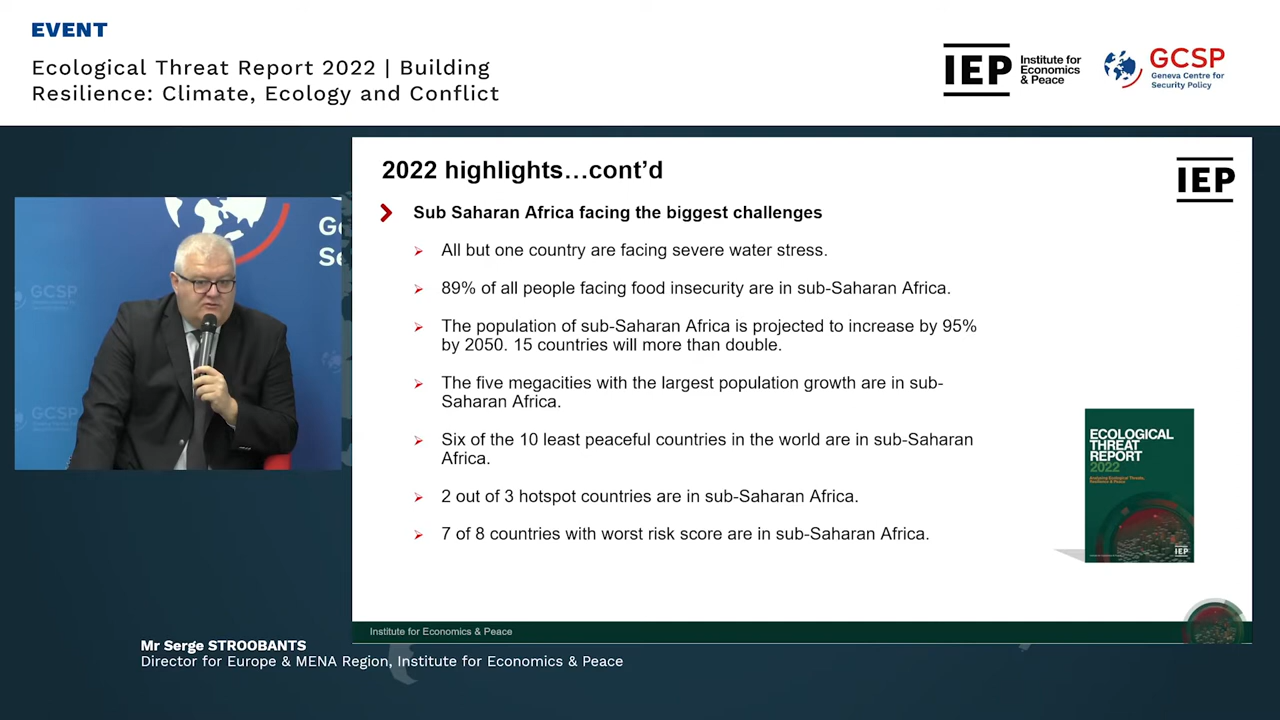 EVENT
Ecological Threat Report 2022 | Building
Resilience: Climate, Ecology and Conflict
IEP
Institute for
Economics
& Peace
GCSP
Geneva Centre for
Security Policy
2022 highlights…cont’d
IEP
Sub Saharan Africa facing the biggest challenges
All but one country are facing severe water stress.
89% of all people facing food insecurity are in sub-Saharan Africa.
The population of sub-Saharan Africa is projected to increase by 95%
by 2050. 15 countries will more than double.
The five megacities with the largest population growth are in sub-
Saharan Africa.
Six of the 10 least peaceful countries in the world are in sub-Saharan
Africa.
2 out of 3 hotspot countries are in sub-Saharan Africa.
7 of 8 countries with worst risk score are in sub-Saharan Africa.
ECOLOGICAL
THREAT
REPORT
2022
Analysing Ecological Threats,
Resilience & Peace
IEP
Institute for Economics & Peace
GCSP
GCSP
Mr Serge STROOBANTS
Director for Europe & MENA Region, Institute for Economics & Peace